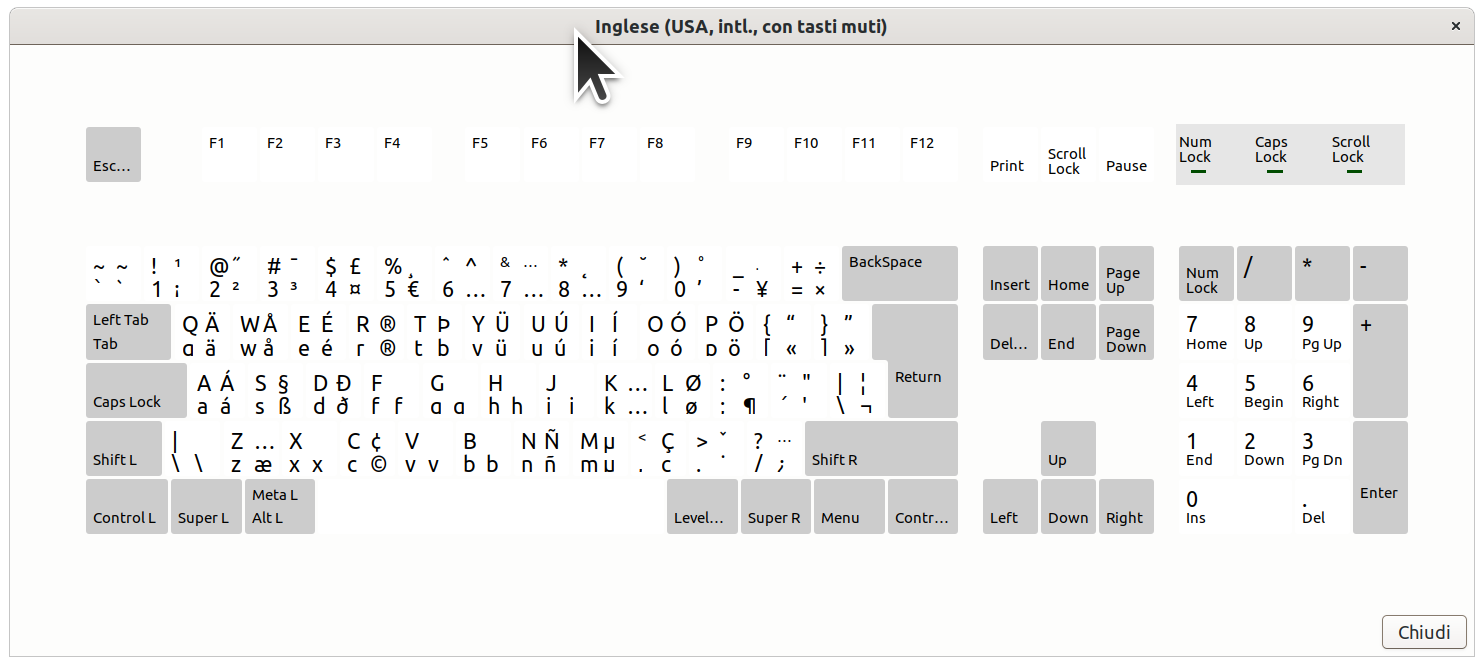 Inglese (USA, intl., con tasti muti) ×
Esc... F1 F2 F3 F4 F5 F6 F7 F8 F9 F10 F11 F12 Print Scroll Lock Pause Num Lock Caps Lock Scroll Lock
~ ~ ! ¹ @ ˝ # ¯ $ £ % ¸ ^ ^ & ... * ˛ ( ˘ ) ° _ . + ÷ BackSpace
` ` 1 ¡ 2 ² 3 ³ 4 ¤ 5 € 6 ... 7 ... 8 ... 9 ‘ 0 ’ - ¥ = ×
Insert Home Page Up Num Lock / * -
Left Tab Q Ä W Å E É R ® T Þ Y Ü U Ú I Í O Ó P Ö { “ } ”
Tab ɑ ä w å e é r ® t b v ü u ú i í o ó p ö [ « ] »
Del... End Page Down 7 Home 8 Up 9 Pg Up +
Caps Lock A Á S § D Ð F G H J K ... L Ø : ° ¨ " | ¦ Return
a á s ß d ð f f ɑ ɑ h h i i k ... l ø : ¶ ´ ' \ ¬
4 Left 5 Begin 6 Right
Shift L | Z ... X C ¢ V B N Ñ M µ < Ç > ˇ ? ... Shift R
\ \ z æ x x c © v v b b n ñ m µ . c . ˙ / ;
Up 1 End 2 Down 3 Pg Dn Enter
Control L Super L Meta L Alt L Level... Super R Menu Contr...
Left Down Right 0 Ins . Del
Chiudi